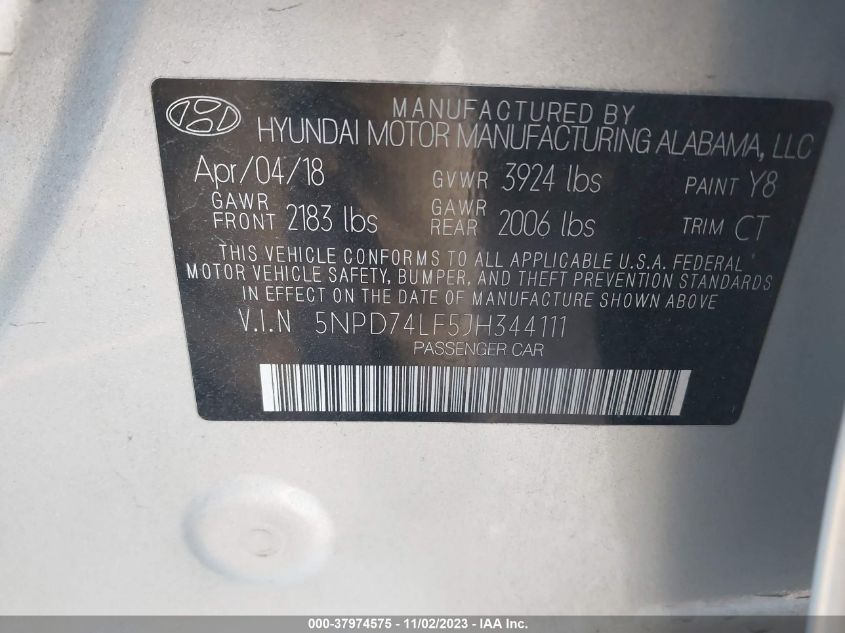 MANUFACTURED BY
HYUNDAI MOTOR MANUFACTURING ALABAMA, LLC
Apr/04/18 GVWR 3924 lbs PAINT Y8
GAWR FRONT 2183 lbs GAWR REAR 2006 lbs TRIM CT
THIS VEHICLE CONFORMS TO ALL APPLICABLE U.S.A. FEDERAL
MOTOR VEHICLE SAFETY, BUMPER, AND THEFT PREVENTION STANDARDS
IN EFFECT ON THE DATE OF MANUFACTURE SHOWN ABOVE
V.I.N 5NPD74LF5JH344111
PASSENGER CAR
000-37974575 - 11/02/2023 - IAA Inc.